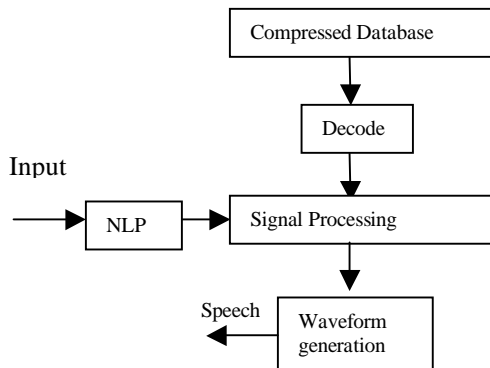 Compressed Database
Decode
Input
NLP
Signal Processing
Speech
Waveform
generation